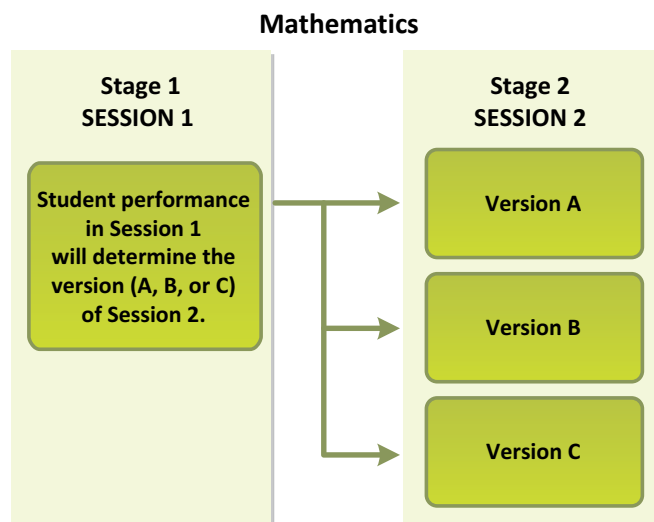 Mathematics
Stage 1
SESSION 1
Student performance
in Session 1
will determine the
version (A, B, or C)
of Session 2.
Stage 2
SESSION 2
Version A
Version B
Version C